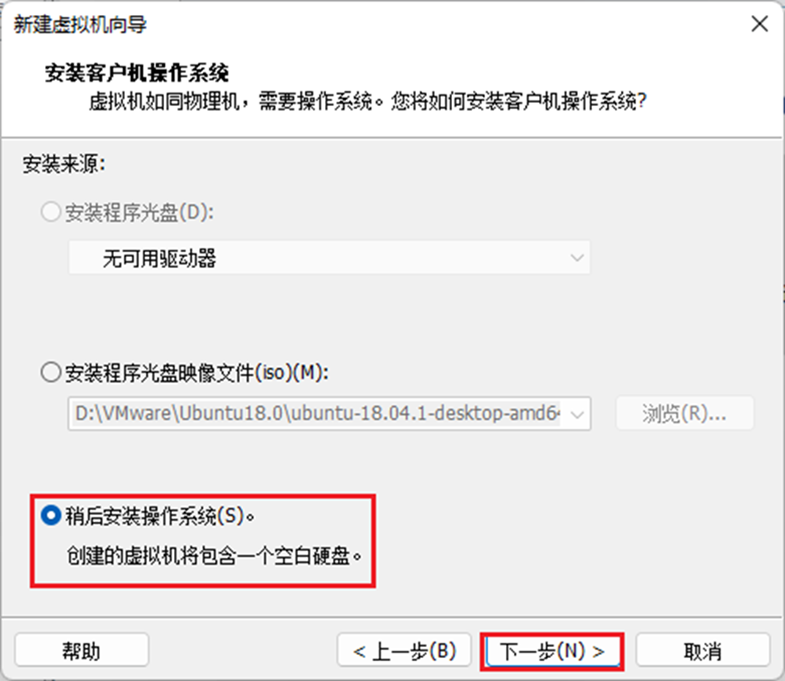 新建虚拟机向导
安装客户机操作系统
虚拟机如同物理机，需要操作系统。您将如何安装客户机操作系统?
安装来源:
安装程序光盘(D):
无可用驱动器
安装程序光盘映像文件(iso)(M):
D:\VMware\Ubuntu18.0\ubuntu-18.04.1-desktop-amd64
浏览(R)...
稍后安装操作系统(S)。
创建的虚拟机将包含一个空白硬盘。
帮助
< 上一步(B)
下一步(N) >
取消